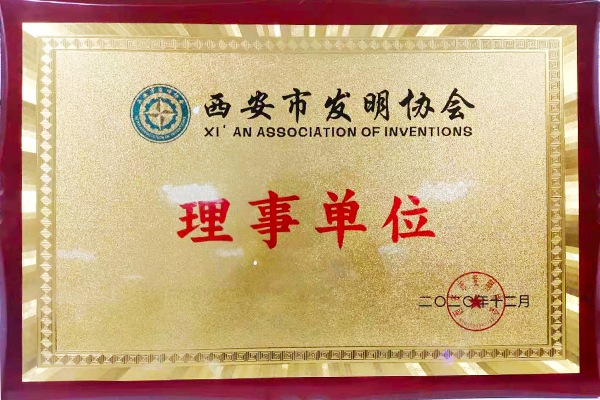 西安市发明协会
XI' AN ASSOCIATION OF INVENTIONS
理事单位
二〇二〇年十二月